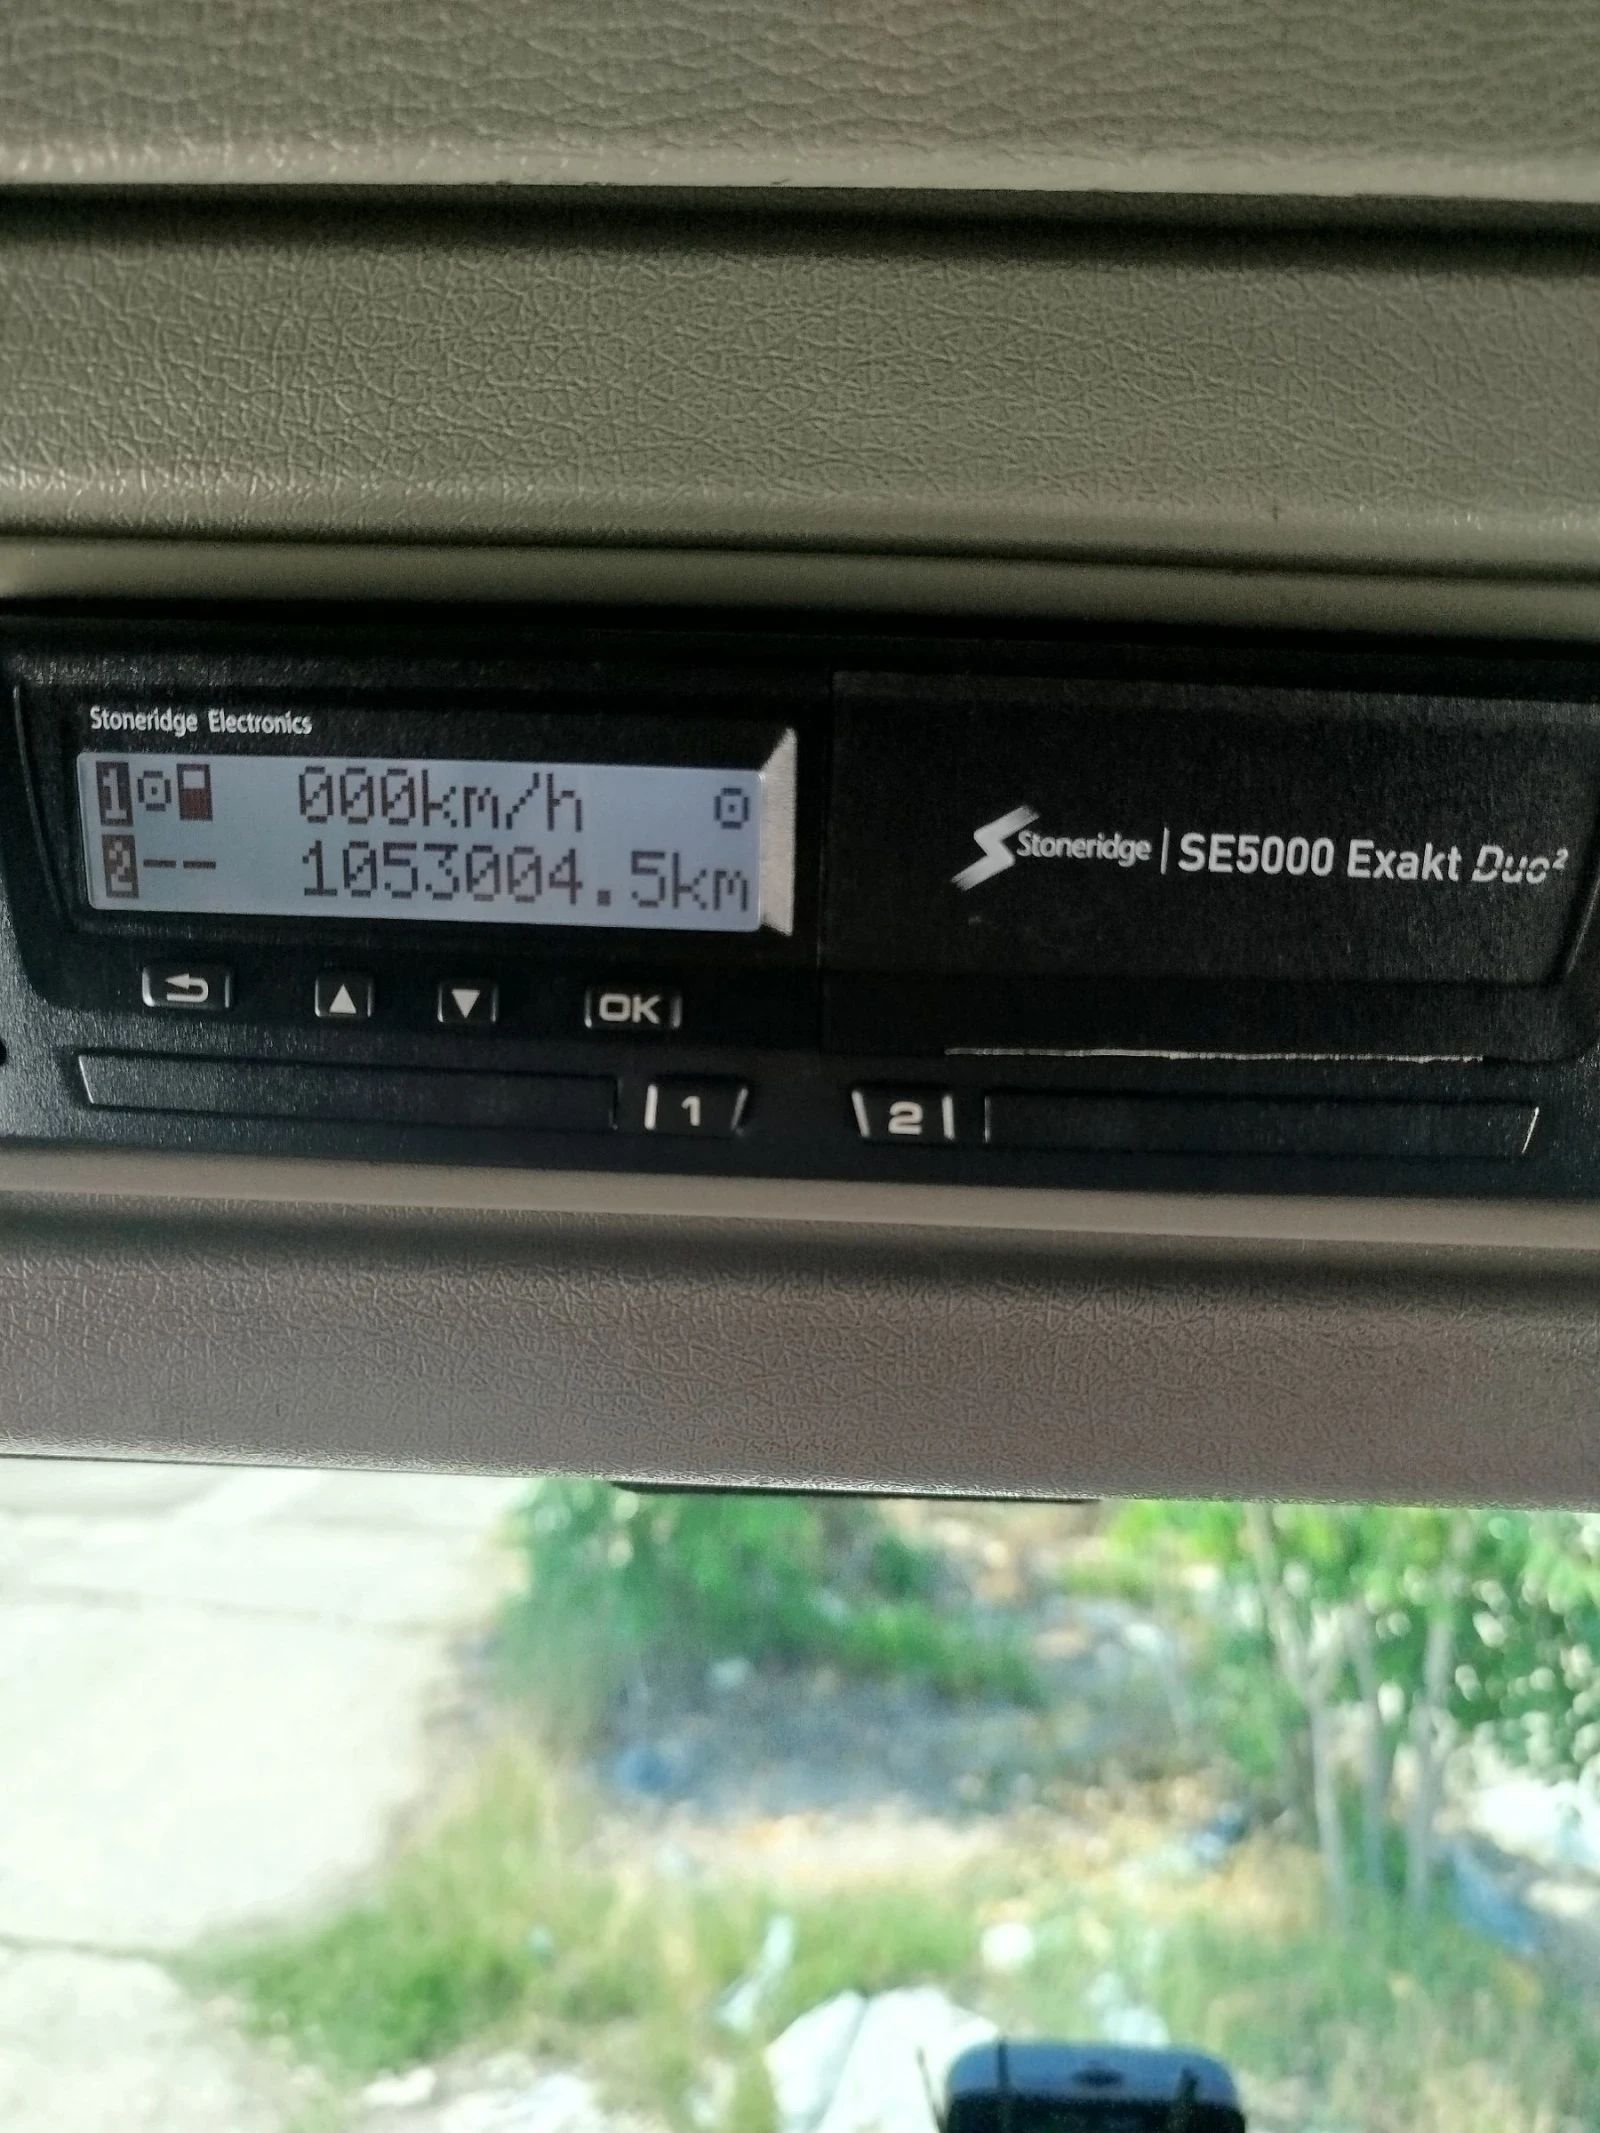 Stoneridge Electronics
1 000km/h
2-- 1053004.5km
Stoneridge | SE5000 Exakt Duo²
OK
1 2